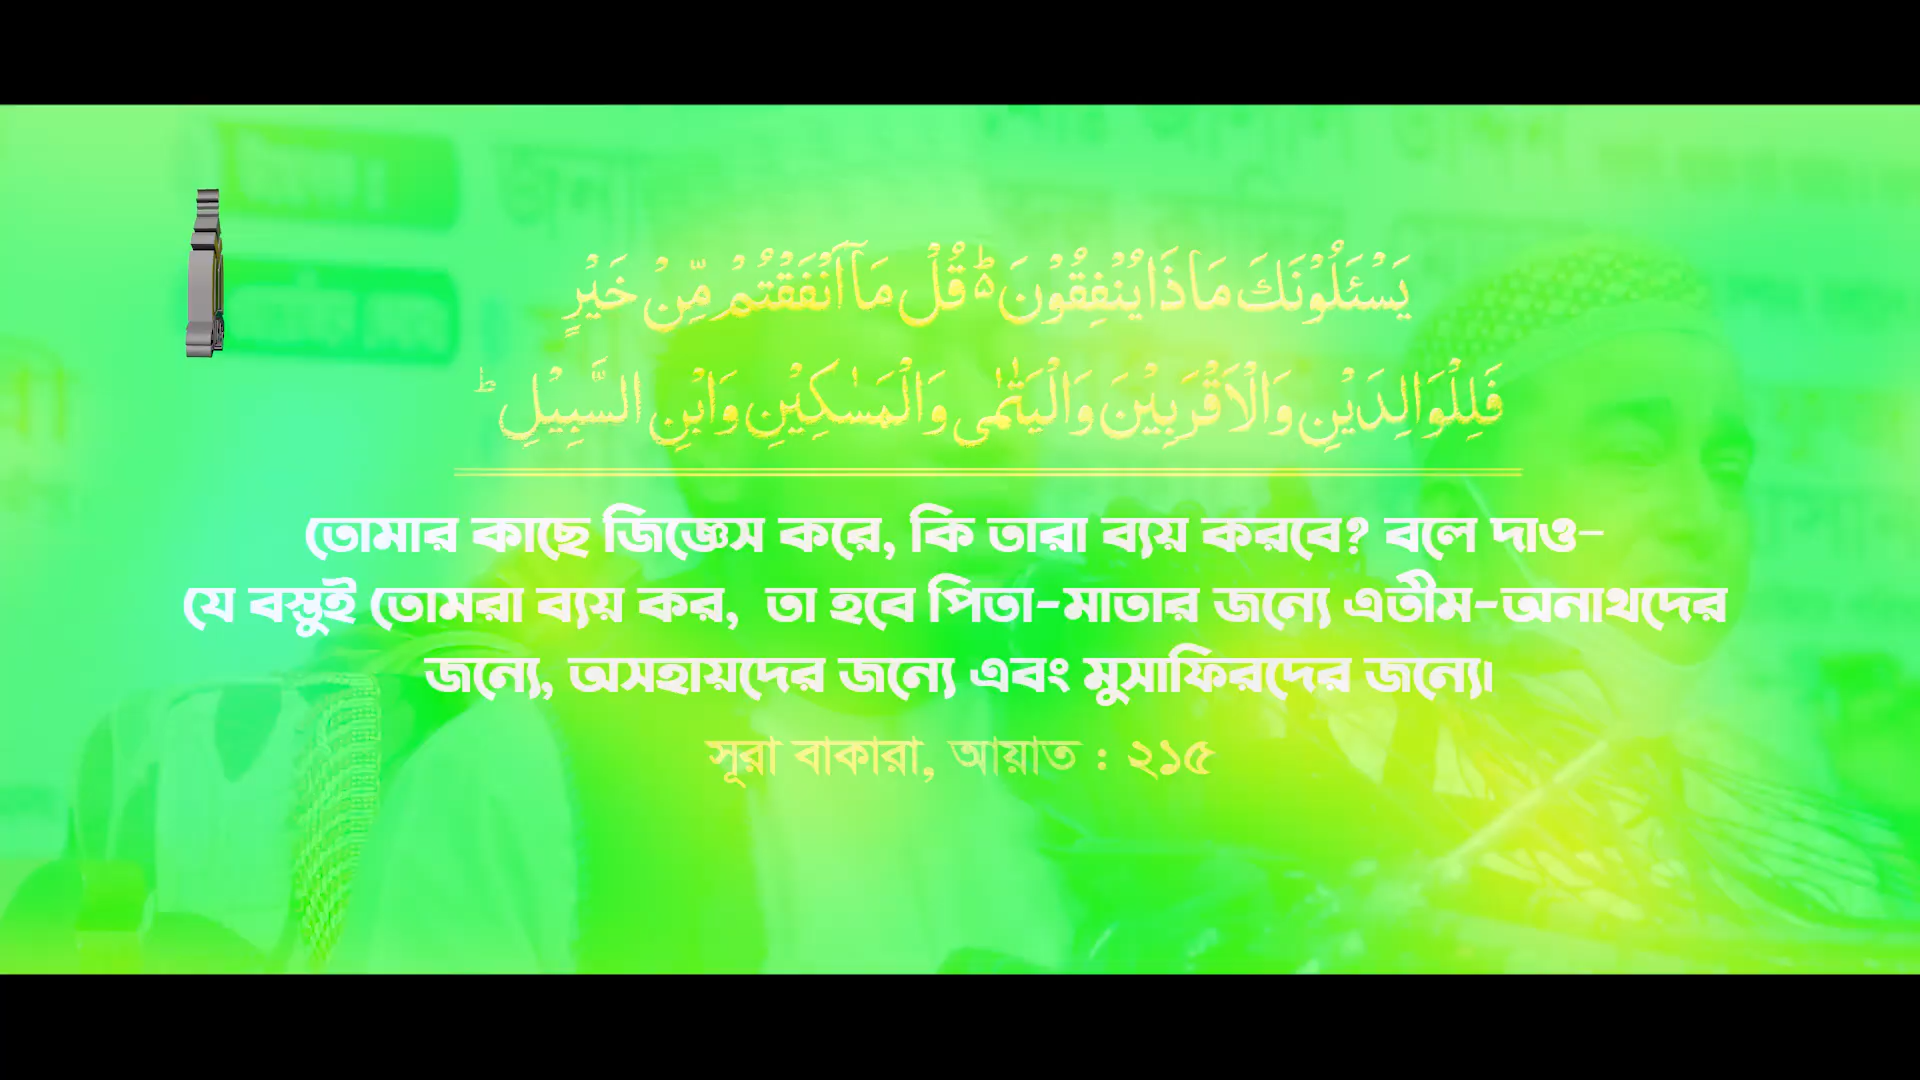 يَسْـَٔلُوْنَكَ مَاذَا يُنْفِقُوْنَ ؕ قُلْ مَاۤ اَنْفَقْتُمْ مِّنْ خَيْرٍ
فَلِلْوَالِدَيْنِ وَالْاَقْرَبِيْنَ وَالْيَتٰمٰى وَالْمَسٰكِيْنِ وَابْنِ السَّبِيْلِ ؕ
তোমার কাছে জিজ্ঞেস করে, কি তারা ব্যয় করবে? বলে দাও-
যে বস্তুই তোমরা ব্যয় কর, তা হবে পিতা-মাতার জন্যে এতীম-অনাথদের
জন্যে, অসহায়দের জন্যে এবং মুসাফিরদের জন্যে।
সূরা বাকারা, আয়াত : ২১৫